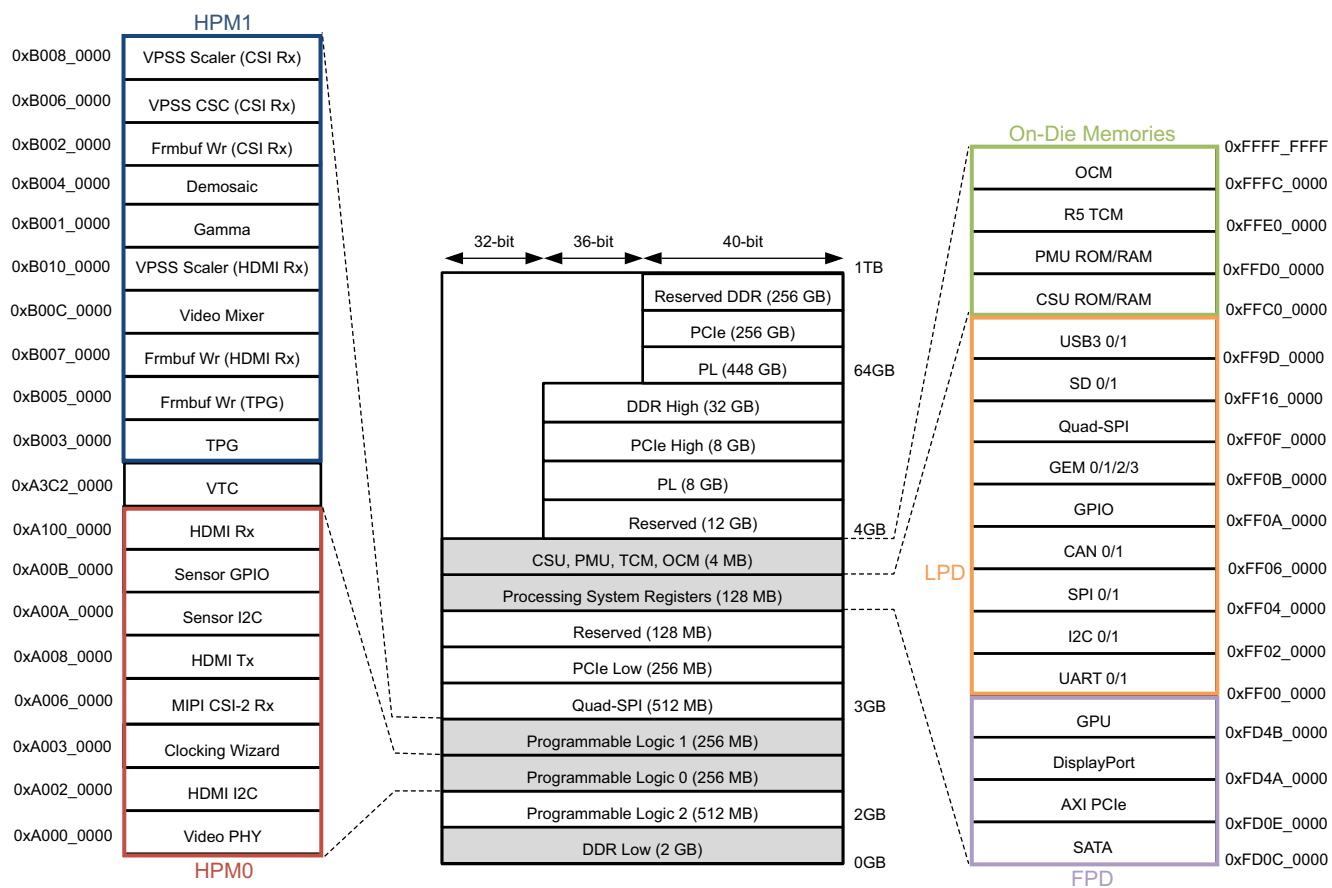 HPM1
0xB008_0000 VPSS Scaler (CSI Rx)
0xB006_0000 VPSS CSC (CSI Rx)
0xB002_0000 Frmbuf Wr (CSI Rx)
0xB004_0000 Demosaic
0xB001_0000 Gamma
0xB010_0000 VPSS Scaler (HDMI Rx)
0xB00C_0000 Video Mixer
0xB007_0000 Frmbuf Wr (HDMI Rx)
0xB005_0000 Frmbuf Wr (TPG)
0xB003_0000 TPG
0xA3C2_0000 VTC
0xA100_0000 HDMI Rx
0xA00B_0000 Sensor GPIO
0xA00A_0000 Sensor I2C
0xA008_0000 HDMI Tx
0xA006_0000 MIPI CSI-2 Rx
0xA003_0000 Clocking Wizard
0xA002_0000 HDMI I2C
0xA000_0000 Video PHY
HPM0
32-bit 36-bit 40-bit
1TB
Reserved DDR (256 GB)
PCIe (256 GB)
PL (448 GB) 64GB
DDR High (32 GB)
PCIe High (8 GB)
PL (8 GB)
Reserved (12 GB) 4GB
CSU, PMU, TCM, OCM (4 MB)
Processing System Registers (128 MB)
Reserved (128 MB)
PCIe Low (256 MB)
Quad-SPI (512 MB) 3GB
Programmable Logic 1 (256 MB)
Programmable Logic 0 (256 MB)
Programmable Logic 2 (512 MB) 2GB
DDR Low (2 GB) 0GB
On-Die Memories
0xFFFF_FFFF
OCM 0xFFFC_0000
R5 TCM 0xFFE0_0000
PMU ROM/RAM 0xFFD0_0000
CSU ROM/RAM 0xFFC0_0000
USB3 0/1 0xFF9D_0000
SD 0/1 0xFF16_0000
Quad-SPI 0xFF0F_0000
GEM 0/1/2/3 0xFF0B_0000
GPIO 0xFF0A_0000
CAN 0/1 0xFF06_0000
LPD
SPI 0/1 0xFF04_0000
I2C 0/1 0xFF02_0000
UART 0/1 0xFF00_0000
GPU 0xFD4B_0000
DisplayPort 0xFD4A_0000
AXI PCIe 0xFD0E_0000
SATA 0xFD0C_0000
FPD